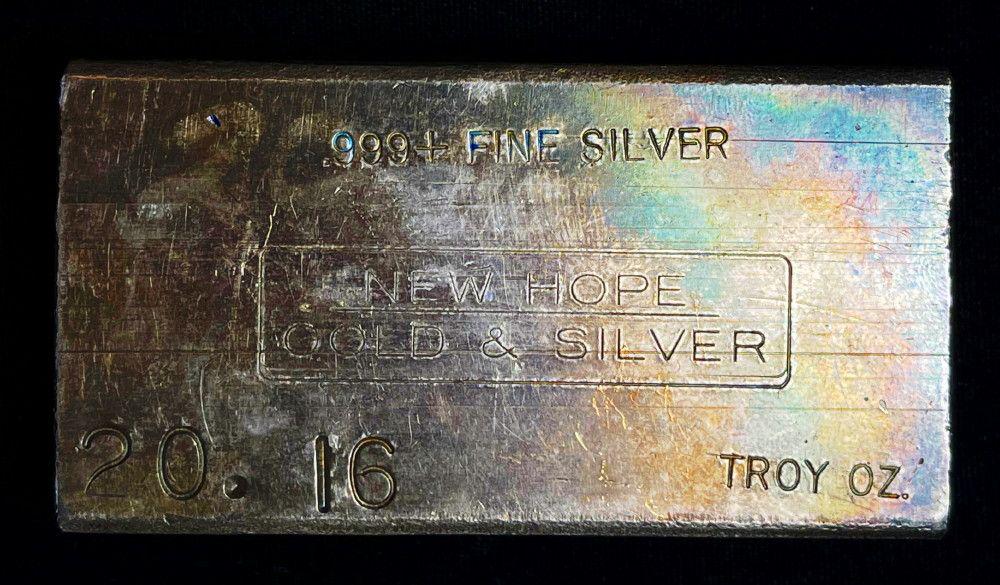 .999+ FINE SILVER
NEW HOPE
GOLD & SILVER
20.16 TROY OZ.